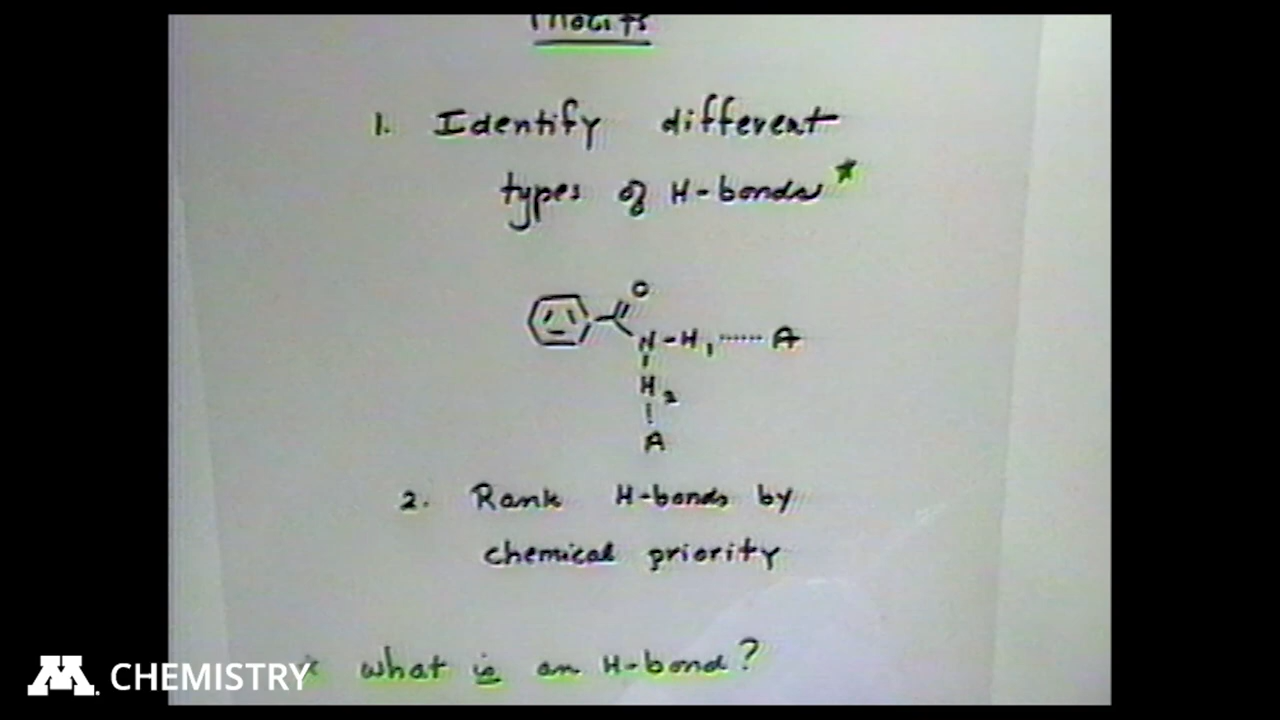 Motifs
1. Identify different
types of H-bonds*
O
N-H1 ...... A
H2
A
2. Rank H-bonds by
chemical priority
* what is an H-bond?
M. CHEMISTRY